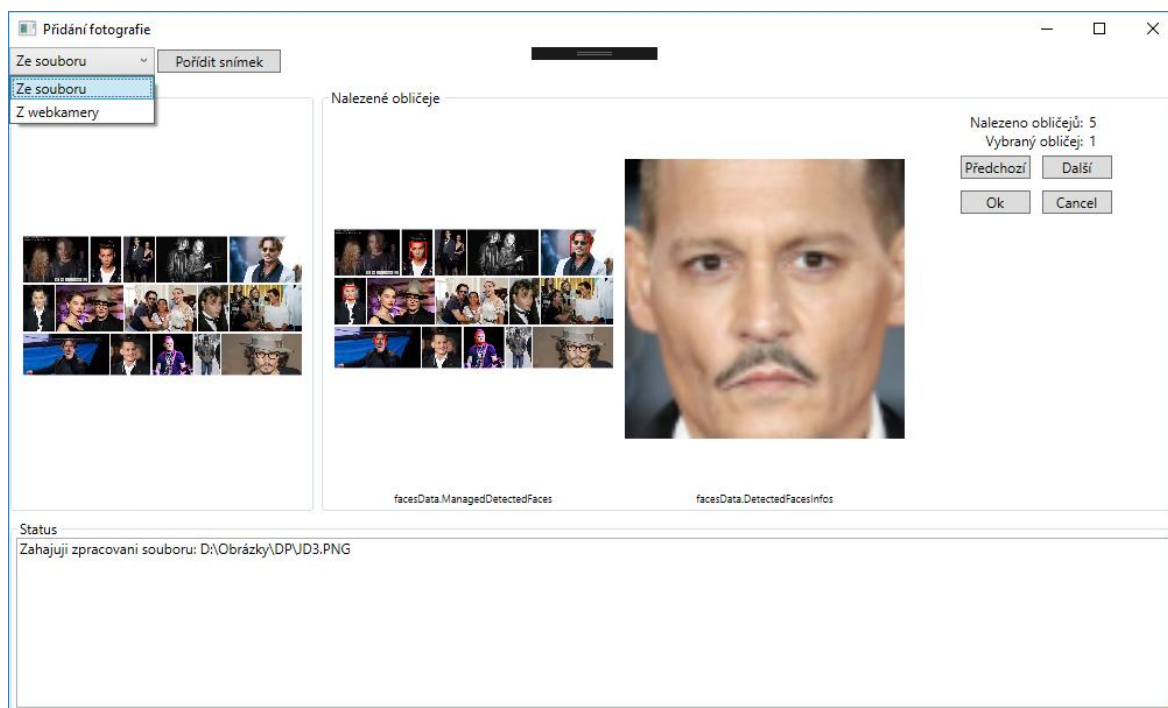 Přidání fotografie
Ze souboru
Pořídit snímek
Ze souboru
Z webkamery
Nalezené obličeje
Nalezeno obličejů: 5
Vybraný obličej: 1
Předchozí
Další
Ok
Cancel
facesData.ManagedDetectedFaces
facesData.DetectedFacesInfos
Status
Zahajuji zpracovani souboru: D:\Obrázky\DP\JD3.PNG